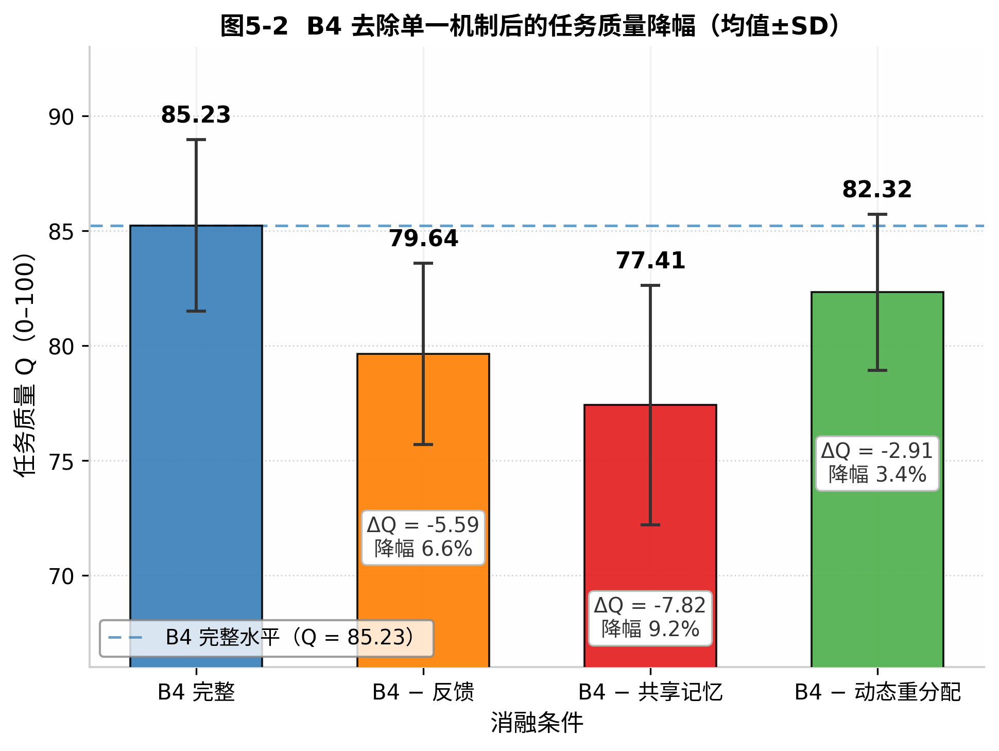 图5-2 B4 去除单一机制后的任务质量降幅（均值±SD）
任务质量 Q（0–100）
90
85
80
75
70
85.23
79.64
77.41
82.32
ΔQ = -5.59
降幅 6.6%
ΔQ = -7.82
降幅 9.2%
ΔQ = -2.91
降幅 3.4%
B4 完整水平（Q = 85.23）
B4 完整
B4 − 反馈
B4 − 共享记忆
B4 − 动态重分配
消融条件